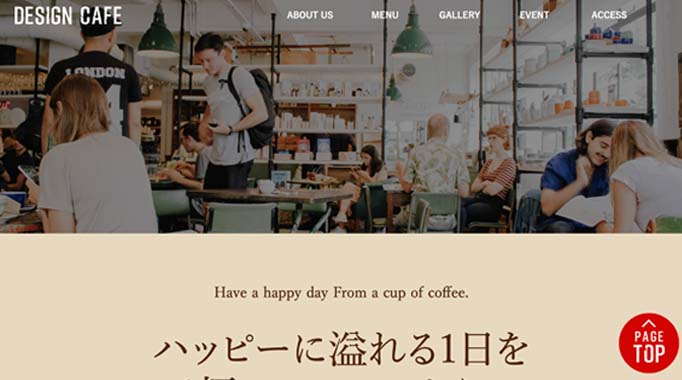 DESIGN CAFE
ABOUT US
MENU
GALLERY
EVENT
ACCESS
LONDON
4
Have a happy day From a cup of coffee.
ハッピーに溢れる1日を
PAGE
TOP